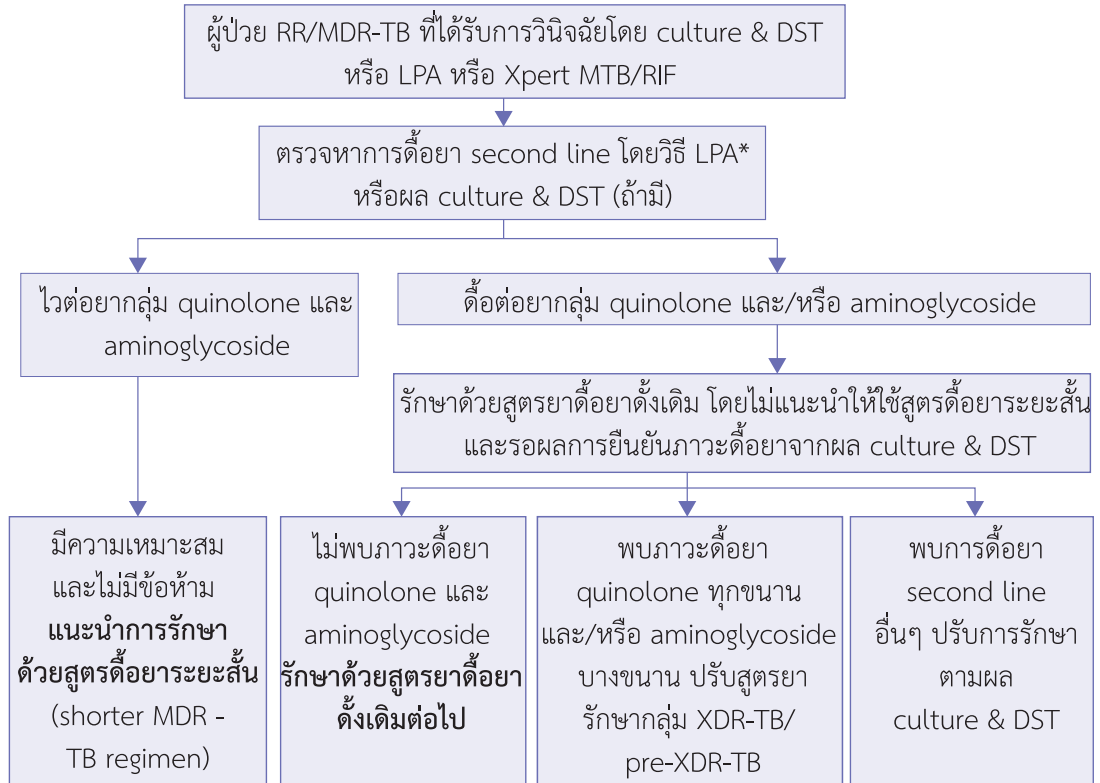 ผู้ป่วย RR/MDR-TB ที่ได้รับการวินิจฉัยโดย culture & DST
หรือ LPA หรือ Xpert MTB/RIF
ตรวจหาการดื้อยา second line โดยวิธี LPA*
หรือผล culture & DST (ถ้ามี)
ไวต่อยากลุ่ม quinolone และ
aminoglycoside
ดื้อต่อยากลุ่ม quinolone และ/หรือ aminoglycoside
รักษาด้วยสูตรยาดื้อยาดั้งเดิม โดยไม่แนะนำให้ใช้สูตรดื้อยาระยะสั้น
และรอผลการยืนยันภาวะดื้อยาจากผล culture & DST
มีความเหมาะสม
และไม่มีข้อห้าม
แนะนำการรักษา
ด้วยสูตรดื้อยาระยะสั้น
(shorter MDR -
TB regimen)
ไม่พบภาวะดื้อยา
quinolone และ
aminoglycoside
รักษาด้วยสูตรยาดื้อยา
ดั้งเดิมต่อไป
พบภาวะดื้อยา
quinolone ทุกขนาน
และ/หรือ aminoglycoside
บางขนาน ปรับสูตรยา
รักษากลุ่ม XDR-TB/
pre-XDR-TB
พบการดื้อยา
second line
อื่นๆ ปรับการรักษา
ตามผล
culture & DST